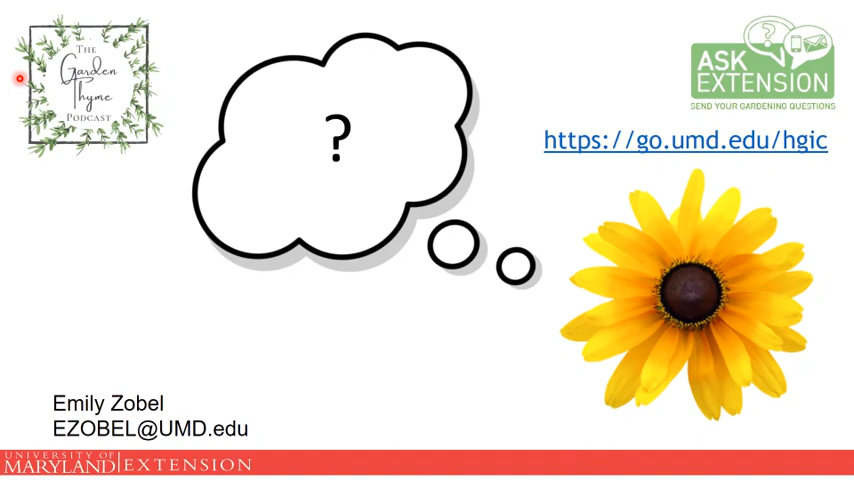 THE
Garden
Thyme
PODCAST
?
?
ASK
EXTENSION
SEND YOUR GARDENING QUESTIONS
https://go.umd.edu/hgic
Emily Zobel
EZOBEL@UMD.edu
UNIVERSITY OF
MARYLAND
EXTENSION